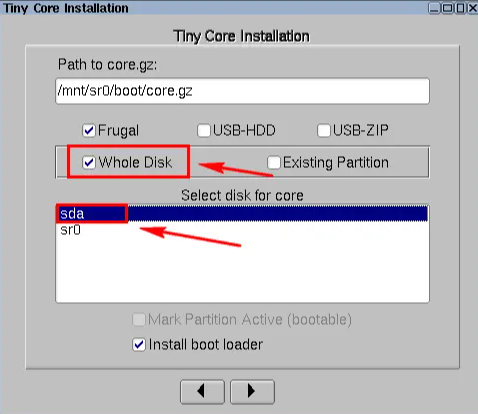 Tiny Core Installation
Tiny Core Installation
Path to core.gz:
/mnt/sr0/boot/core.gz
Frugal USB-HDD USB-ZIP
Whole Disk Existing Partition
Select disk for core
sda
sr0
Mark Partition Active (bootable)
Install boot loader